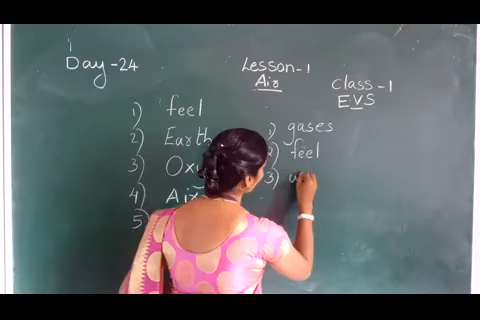 Day-24
Lesson-1
Air
Class-1
EVS
1) feel
2) Earth
3) Ox
4) Air
5)
1) gases
2) feel
3)